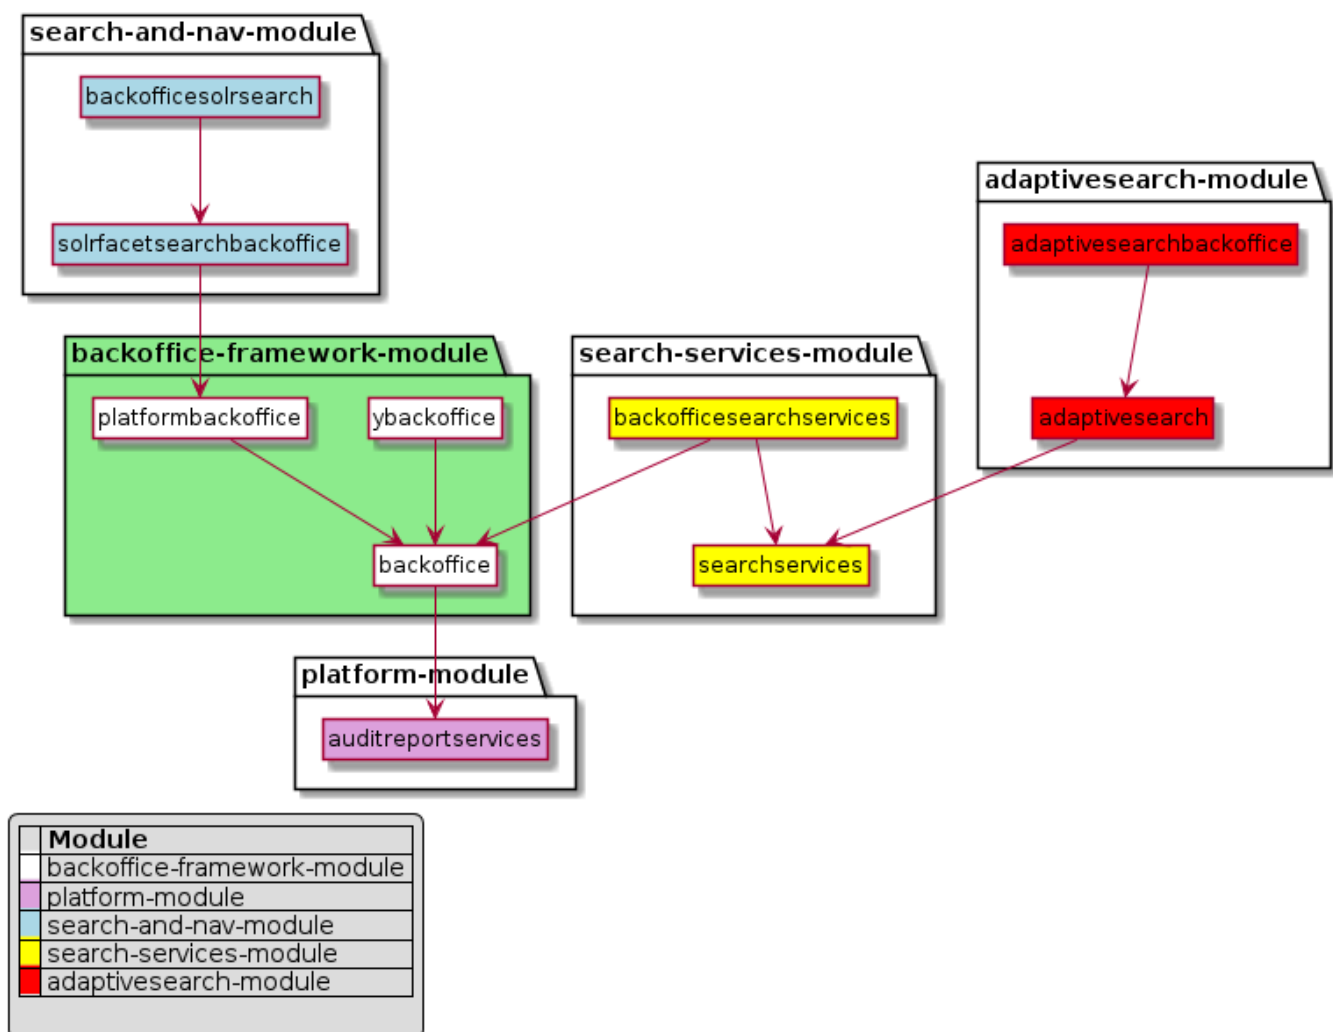 search-and-nav-module
backofficesolrsearch
solrfacetsearchbackoffice
adaptivesearch-module
adaptivesearchbackoffice
adaptivesearch
backoffice-framework-module
platformbackoffice
ybackoffice
backoffice
search-services-module
backofficesearchservices
searchservices
platform-module
auditreportservices
Module
backoffice-framework-module
platform-module
search-and-nav-module
search-services-module
adaptivesearch-module